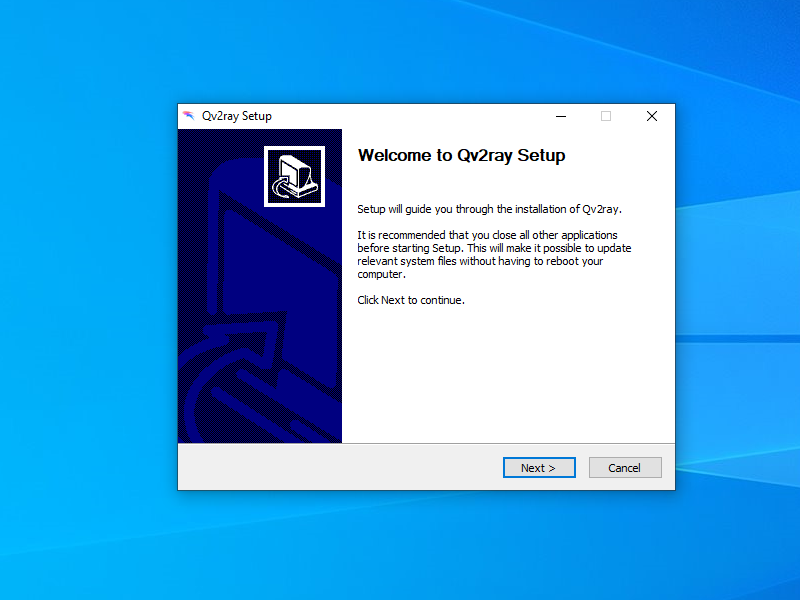 Qv2ray Setup
Welcome to Qv2ray Setup
Setup will guide you through the installation of Qv2ray.
It is recommended that you close all other applications
before starting Setup. This will make it possible to update
relevant system files without having to reboot your
computer.
Click Next to continue.
Next >
Cancel